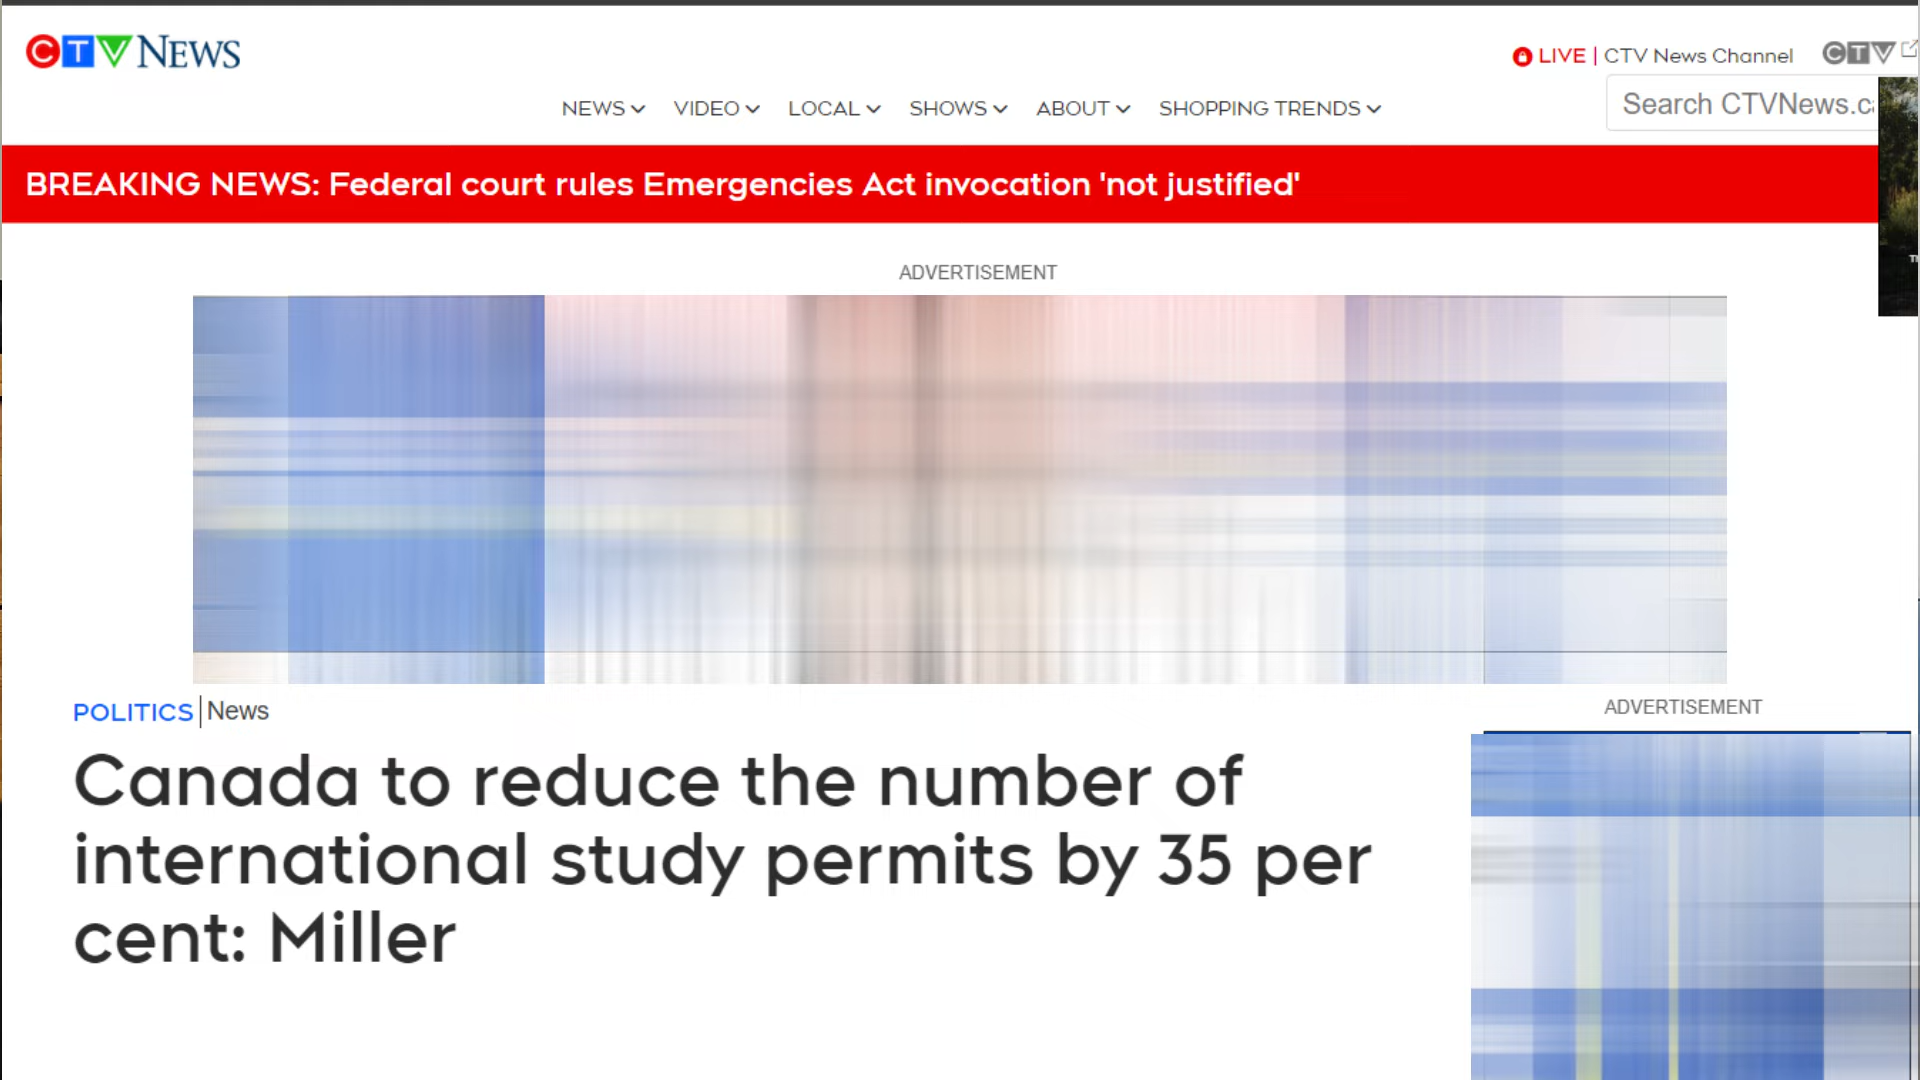 CTV NEWS
LIVE | CTV News Channel CTV
NEWS VIDEO LOCAL SHOWS ABOUT SHOPPING TRENDS
Search CTVNews.c
BREAKING NEWS: Federal court rules Emergencies Act invocation 'not justified'
ADVERTISEMENT
POLITICS | News
ADVERTISEMENT
Canada to reduce the number of
international study permits by 35 per
cent: Miller